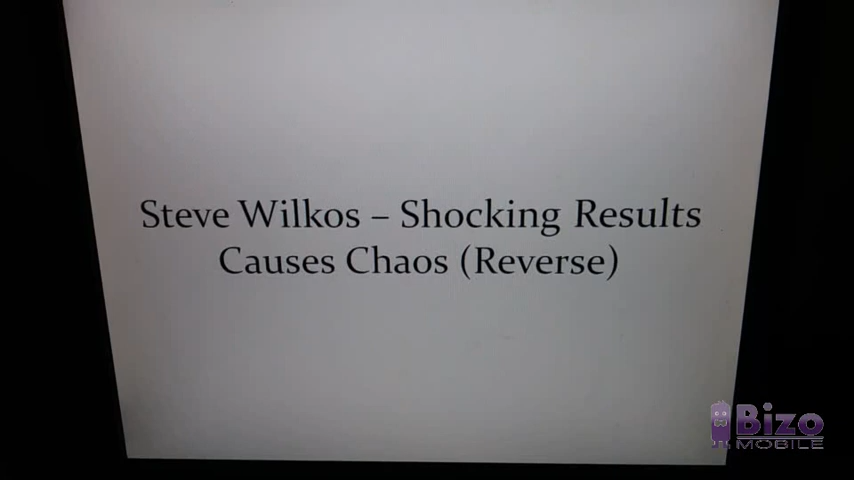 Steve Wilkos – Shocking Results
Causes Chaos (Reverse)
Bizo
MOBILE